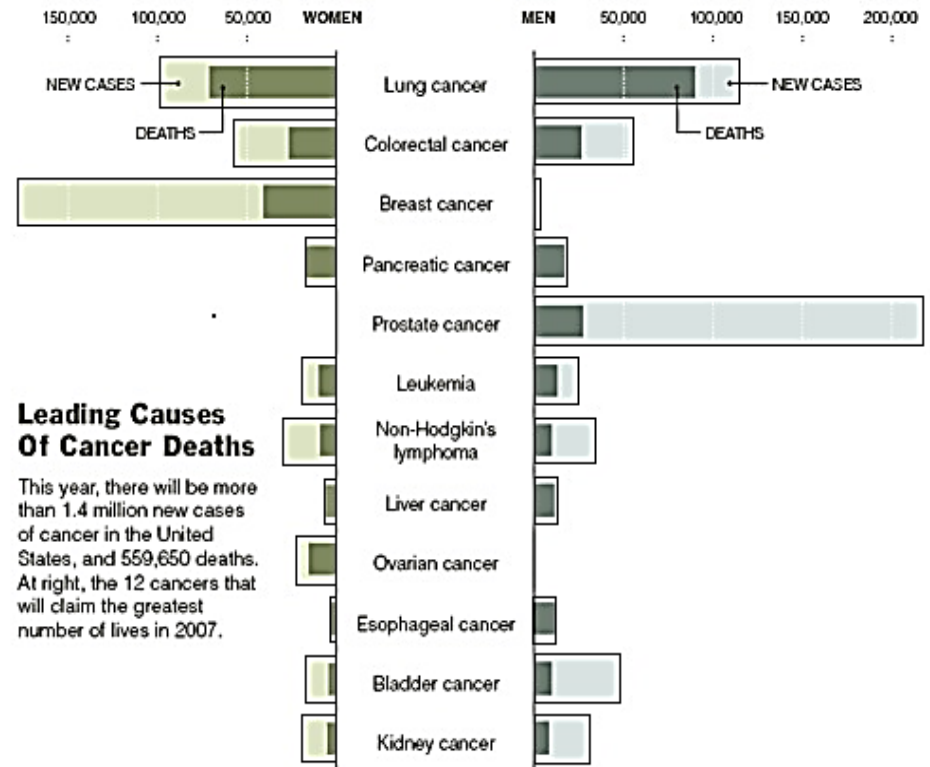 150,000 100,000 50,000 WOMEN MEN 50,000 100,000 150,000 200,000
NEW CASES Lung cancer NEW CASES
DEATHS DEATHS
Colorectal cancer
Breast cancer
Pancreatic cancer
Prostate cancer
Leukemia
Non-Hodgkin's
lymphoma
Liver cancer
Ovarian cancer
Esophageal cancer
Bladder cancer
Kidney cancer
Leading Causes
Of Cancer Deaths
This year, there will be more
than 1.4 million new cases
of cancer in the United
States, and 559,650 deaths.
At right, the 12 cancers that
will claim the greatest
number of lives in 2007.